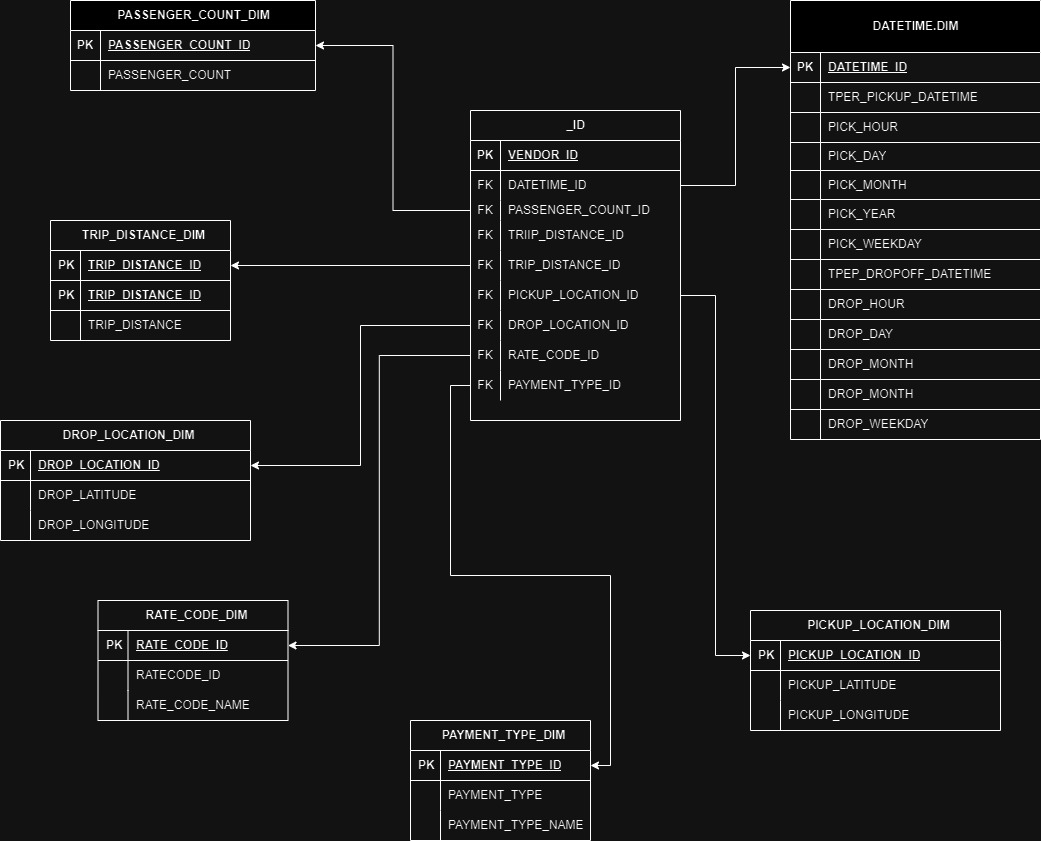 PASSENGER_COUNT_DIM
PK PASSENGER_COUNT_ID
PASSENGER_COUNT
DATETIME.DIM
PK DATETIME_ID
TPER_PICKUP_DATETIME
PICK_HOUR
PICK_DAY
PICK_MONTH
PICK_YEAR
PICK_WEEKDAY
TPEP_DROPOFF_DATETIME
DROP_HOUR
DROP_DAY
DROP_MONTH
DROP_MONTH
DROP_WEEKDAY
_ID
PK VENDOR_ID
FK DATETIME_ID
FK PASSENGER_COUNT_ID
FK TRIIP_DISTANCE_ID
FK TRIP_DISTANCE_ID
FK PICKUP_LOCATION_ID
FK DROP_LOCATION_ID
FK RATE_CODE_ID
FK PAYMENT_TYPE_ID
TRIP_DISTANCE_DIM
PK TRIP_DISTANCE_ID
PK TRIP_DISTANCE_ID
TRIP_DISTANCE
DROP_LOCATION_DIM
PK DROP_LOCATION_ID
DROP_LATITUDE
DROP_LONGITUDE
RATE_CODE_DIM
PK RATE_CODE_ID
RATECODE_ID
RATE_CODE_NAME
PICKUP_LOCATION_DIM
PK PICKUP_LOCATION_ID
PICKUP_LATITUDE
PICKUP_LONGITUDE
PAYMENT_TYPE_DIM
PK PAYMENT_TYPE_ID
PAYMENT_TYPE
PAYMENT_TYPE_NAME